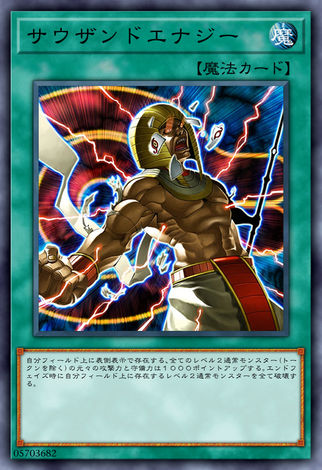 サウザンドエナジー
魔
【魔法カード】
自分フィールド上に表側表示で存在する、全てのレベル2通常モンスター(トー
クンを除く)の元々の攻撃力と守備力は1000ポイントアップする。エンドフ
ェイズ時に自分フィールド上に存在するレベル2通常モンスターを全て破壊す
る。
05703682